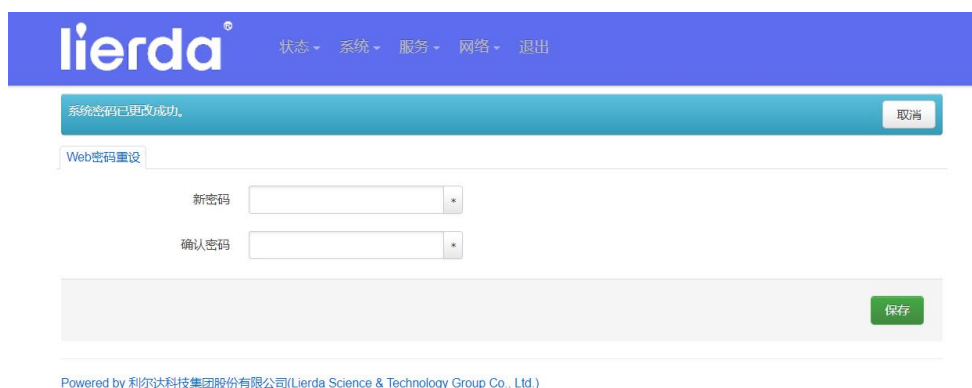 lierda®
状态 系统 服务 网络 退出
系统密码已更改成功。 取消
Web密码重设
新密码 *
确认密码 *
保存
Powered by 利尔达科技集团股份有限公司(Lierda Science & Technology Group Co., Ltd.)